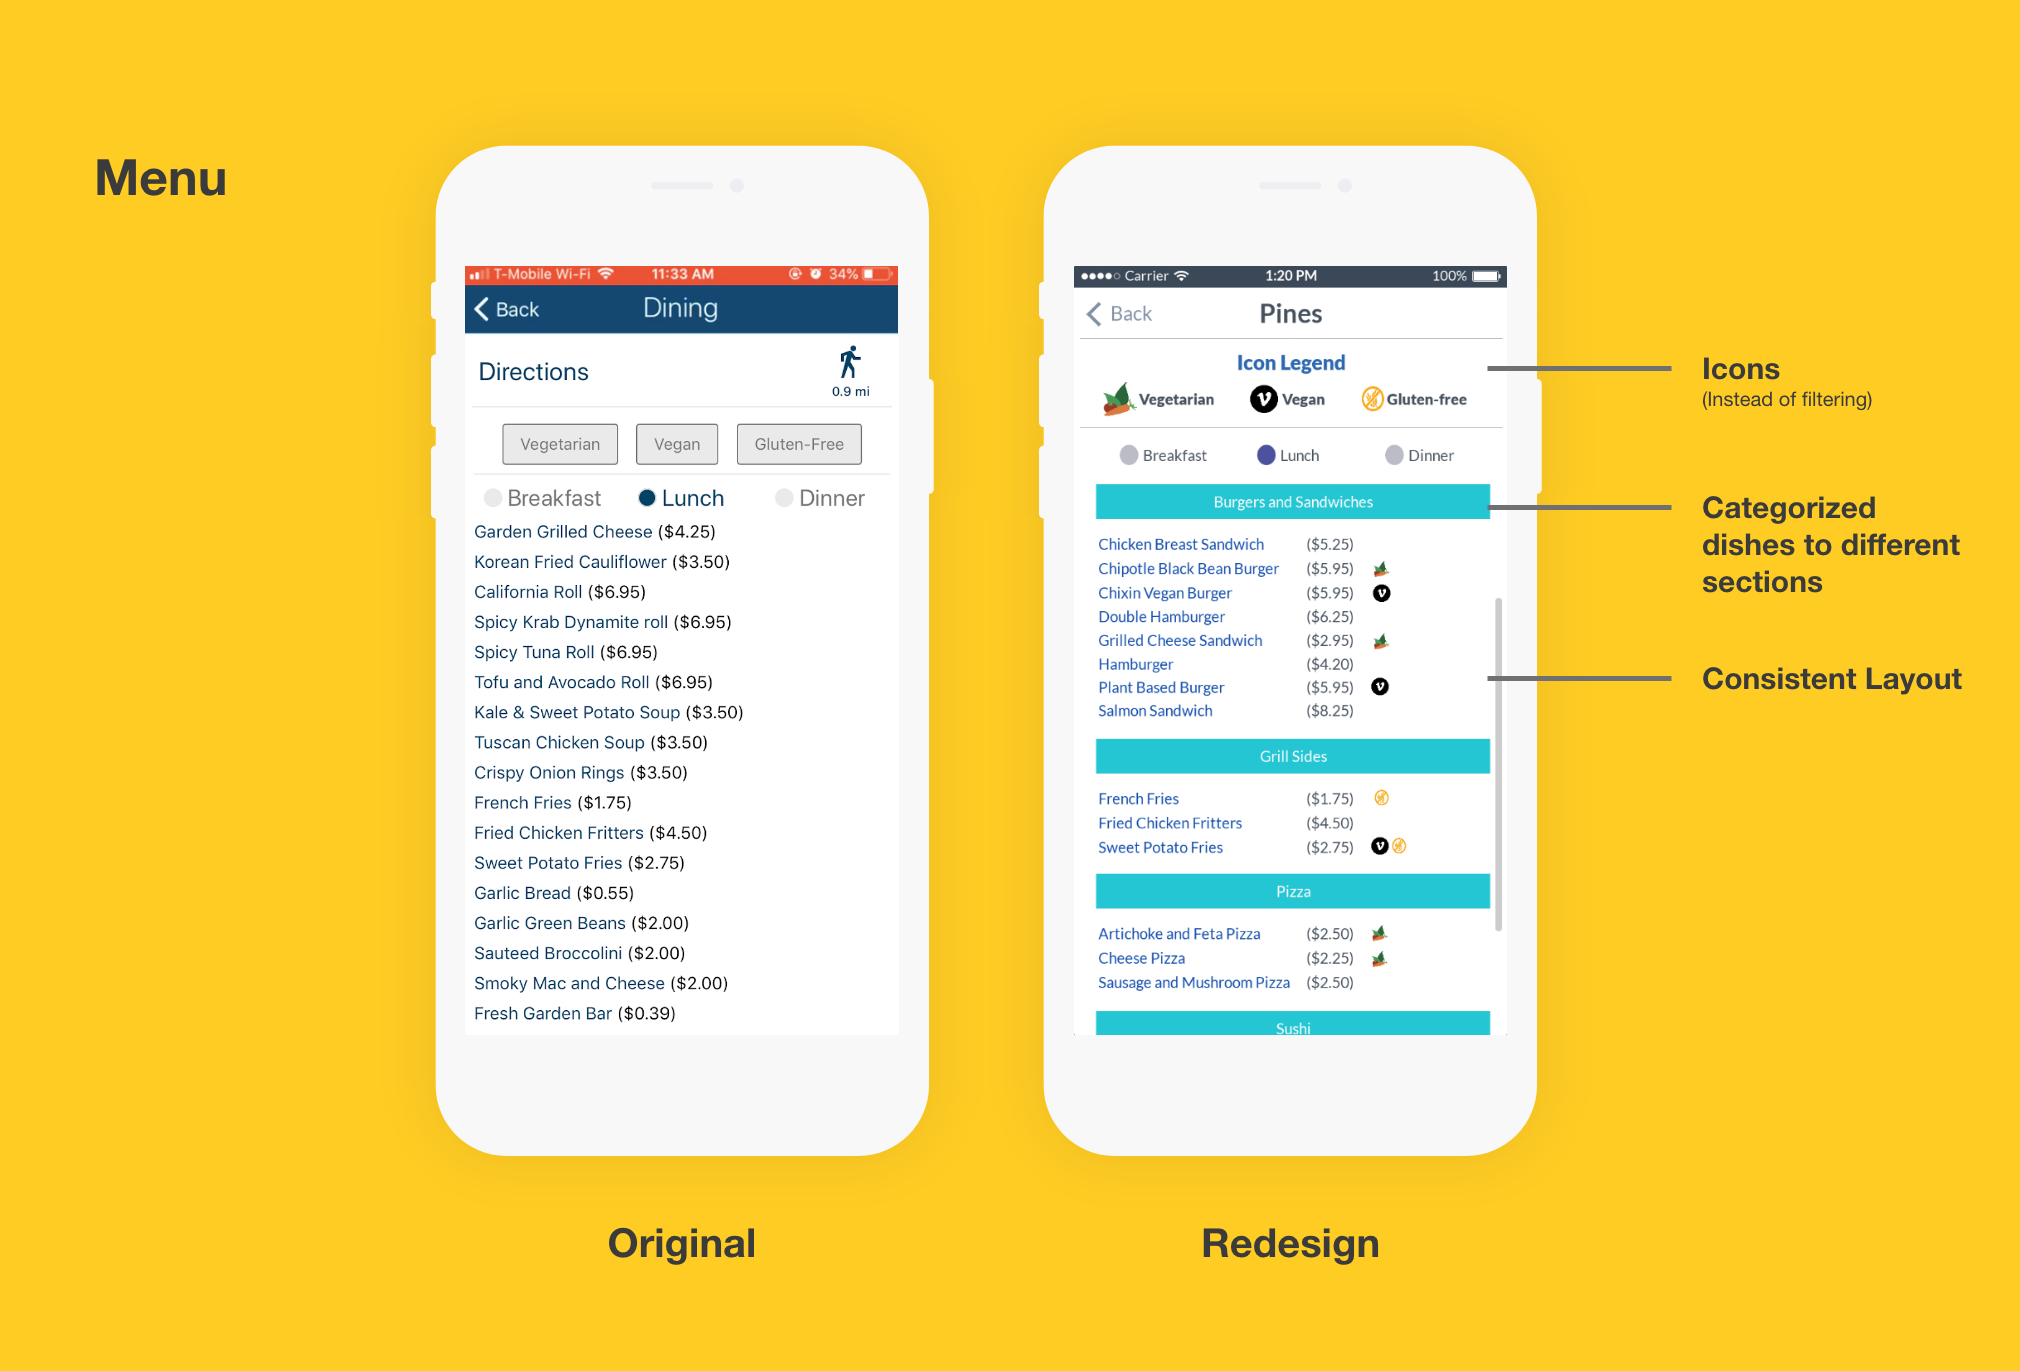 Menu
T-Mobile Wi-Fi 11:33 AM 34%
Back Dining
Directions
0.9 mi
Vegetarian Vegan Gluten-Free
Breakfast Lunch Dinner
Garden Grilled Cheese ($4.25)
Korean Fried Cauliflower ($3.50)
California Roll ($6.95)
Spicy Krab Dynamite roll ($6.95)
Spicy Tuna Roll ($6.95)
Tofu and Avocado Roll ($6.95)
Kale & Sweet Potato Soup ($3.50)
Tuscan Chicken Soup ($3.50)
Crispy Onion Rings ($3.50)
French Fries ($1.75)
Fried Chicken Fritters ($4.50)
Sweet Potato Fries ($2.75)
Garlic Bread ($0.55)
Garlic Green Beans ($2.00)
Sauteed Broccolini ($2.00)
Smoky Mac and Cheese ($2.00)
Fresh Garden Bar ($0.39)
Original
Carrier 1:20 PM 100%
Back Pines
Icon Legend
Vegetarian V Vegan Gluten-free
Breakfast Lunch Dinner
Burgers and Sandwiches
Chicken Breast Sandwich ($5.25)
Chipotle Black Bean Burger ($5.95)
Chixin Vegan Burger ($5.95) V
Double Hamburger ($6.25)
Grilled Cheese Sandwich ($2.95)
Hamburger ($4.20)
Plant Based Burger ($5.95) V
Salmon Sandwich ($8.25)
Grill Sides
French Fries ($1.75)
Fried Chicken Fritters ($4.50)
Sweet Potato Fries ($2.75) V
Pizza
Artichoke and Feta Pizza ($2.50)
Cheese Pizza ($2.25)
Sausage and Mushroom Pizza ($2.50)
Sushi
Redesign
Icons
(Instead of filtering)
Categorized
dishes to different
sections
Consistent Layout